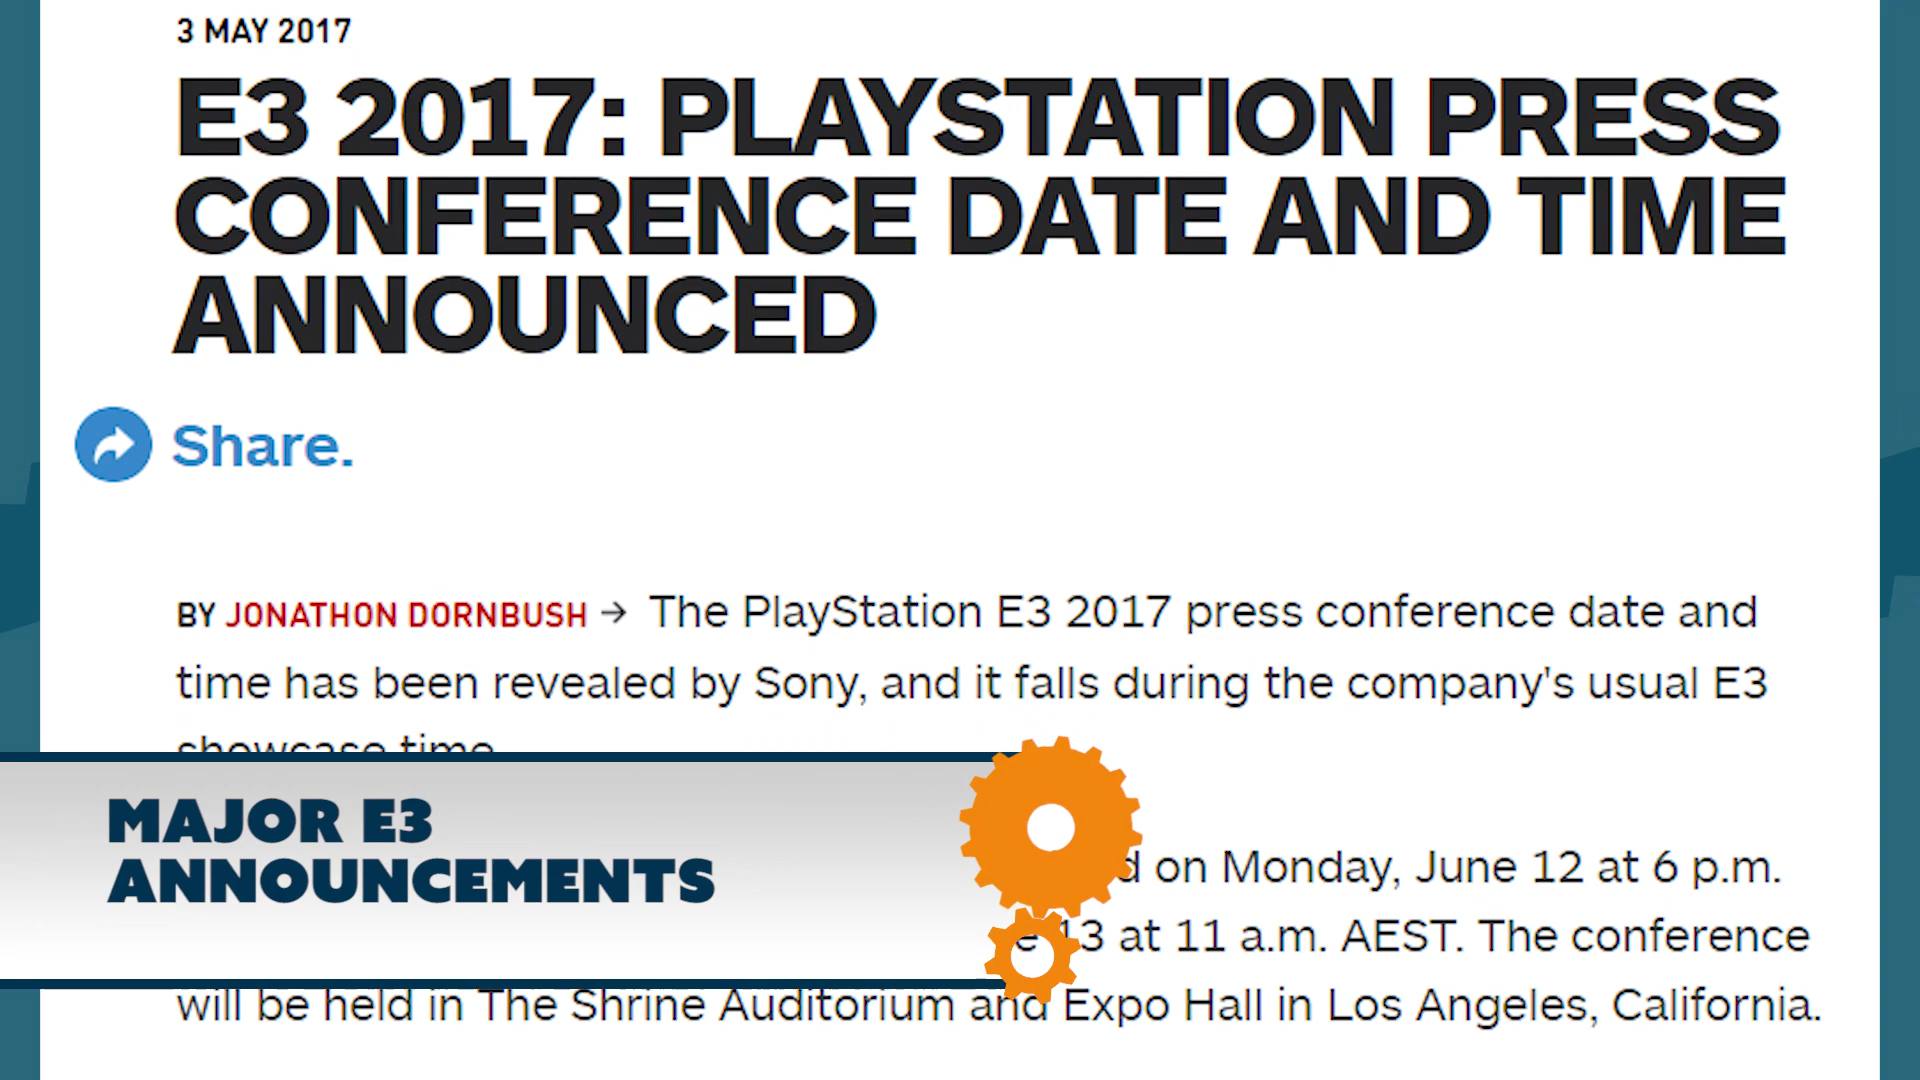 3 MAY 2017
E3 2017: PLAYSTATION PRESS
CONFERENCE DATE AND TIME
ANNOUNCED
Share.
BY JONATHON DORNBUSH → The PlayStation E3 2017 press conference date and
time has been revealed by Sony, and it falls during the company's usual E3
showcase time.
MAJOR E3
ANNOUNCEMENTS
on Monday, June 12 at 6 p.m.
13 at 11 a.m. AEST. The conference
will be held in The Shrine Auditorium and Expo Hall in Los Angeles, California.